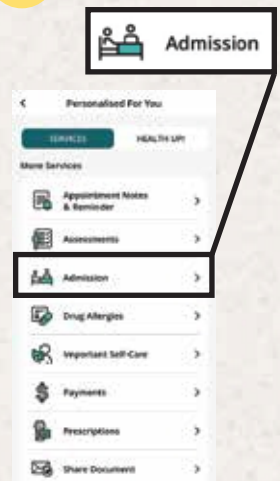 Admission
Personalised For You
SERVICES
HEALTH UP!
More Services
Appointment Notes
& Reminder
Assessments
Admission
Drug Allergies
Important Self-Care
Payments
Prescriptions
Share Document